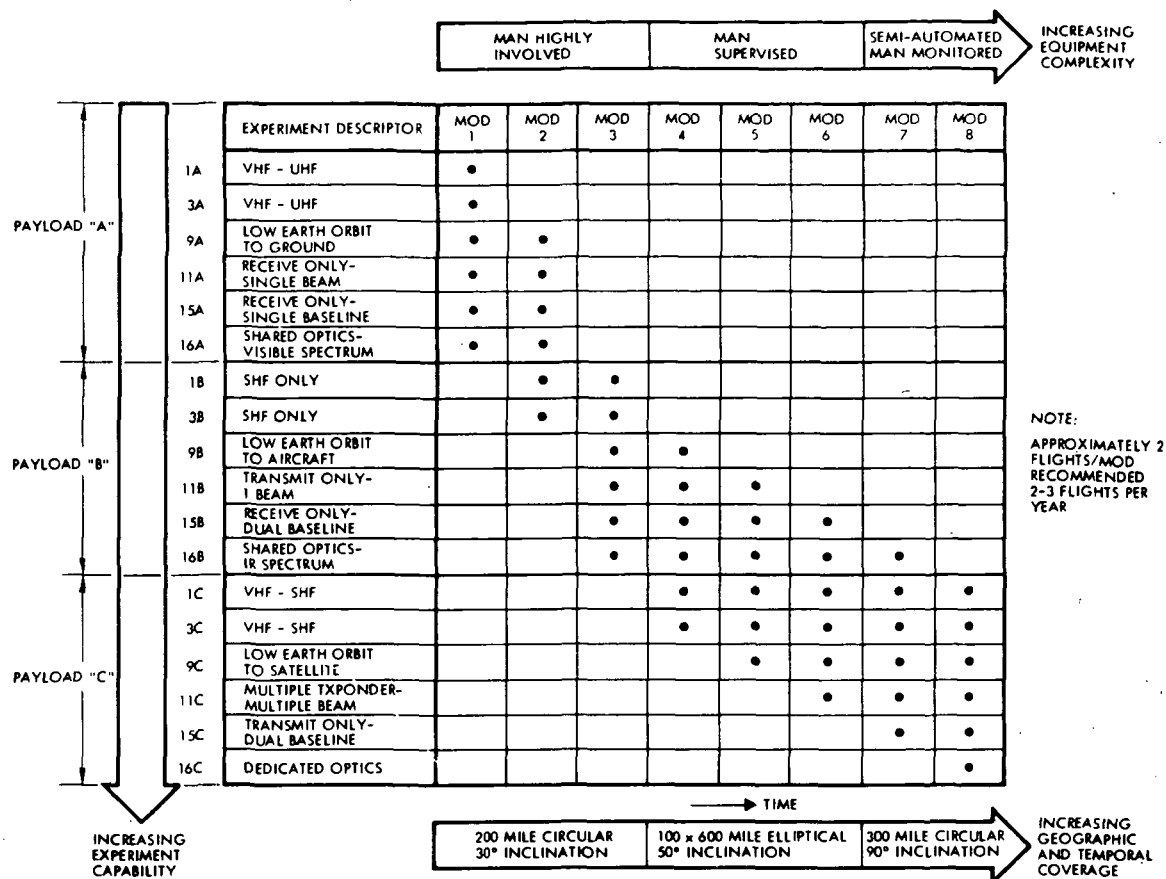 MAN HIGHLY
INVOLVED
MAN
SUPERVISED
SEMI-AUTOMATED
MAN MONITORED
INCREASING
EQUIPMENT
COMPLEXITY
EXPERIMENT DESCRIPTOR
MOD
1
MOD
2
MOD
3
MOD
4
MOD
5
MOD
6
MOD
7
MOD
8
PAYLOAD "A"
1A
VHF - UHF
3A
VHF - UHF
9A
LOW EARTH ORBIT
TO GROUND
11A
RECEIVE ONLY-
SINGLE BEAM
15A
RECEIVE ONLY-
SINGLE BASELINE
16A
SHARED OPTICS-
VISIBLE SPECTRUM
PAYLOAD "B"
1B
SHF ONLY
3B
SHF ONLY
9B
LOW EARTH ORBIT
TO AIRCRAFT
11B
TRANSMIT ONLY-
1 BEAM
15B
RECEIVE ONLY-
DUAL BASELINE
16B
SHARED OPTICS-
IR SPECTRUM
PAYLOAD "C"
1C
VHF - SHF
3C
VHF - SHF
9C
LOW EARTH ORBIT
TO SATELLITE
11C
MULTIPLE TXPONDER-
MULTIPLE BEAM
15C
TRANSMIT ONLY-
DUAL BASELINE
16C
DEDICATED OPTICS
NOTE:
APPROXIMATELY 2
FLIGHTS/MOD
RECOMMENDED
2-3 FLIGHTS PER
YEAR
TIME
INCREASING
EXPERIMENT
CAPABILITY
200 MILE CIRCULAR
30° INCLINATION
100 x 600 MILE ELLIPTICAL
50° INCLINATION
300 MILE CIRCULAR
90° INCLINATION
INCREASING
GEOGRAPHIC
AND TEMPORAL
COVERAGE